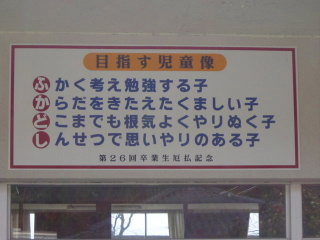 目指す児童像
ふかく考え勉強する子
からだをきたえたくましい子
どこまでも根気よくやりぬく子
しんせつで思いやりのある子
第26回卒業生厄払記念